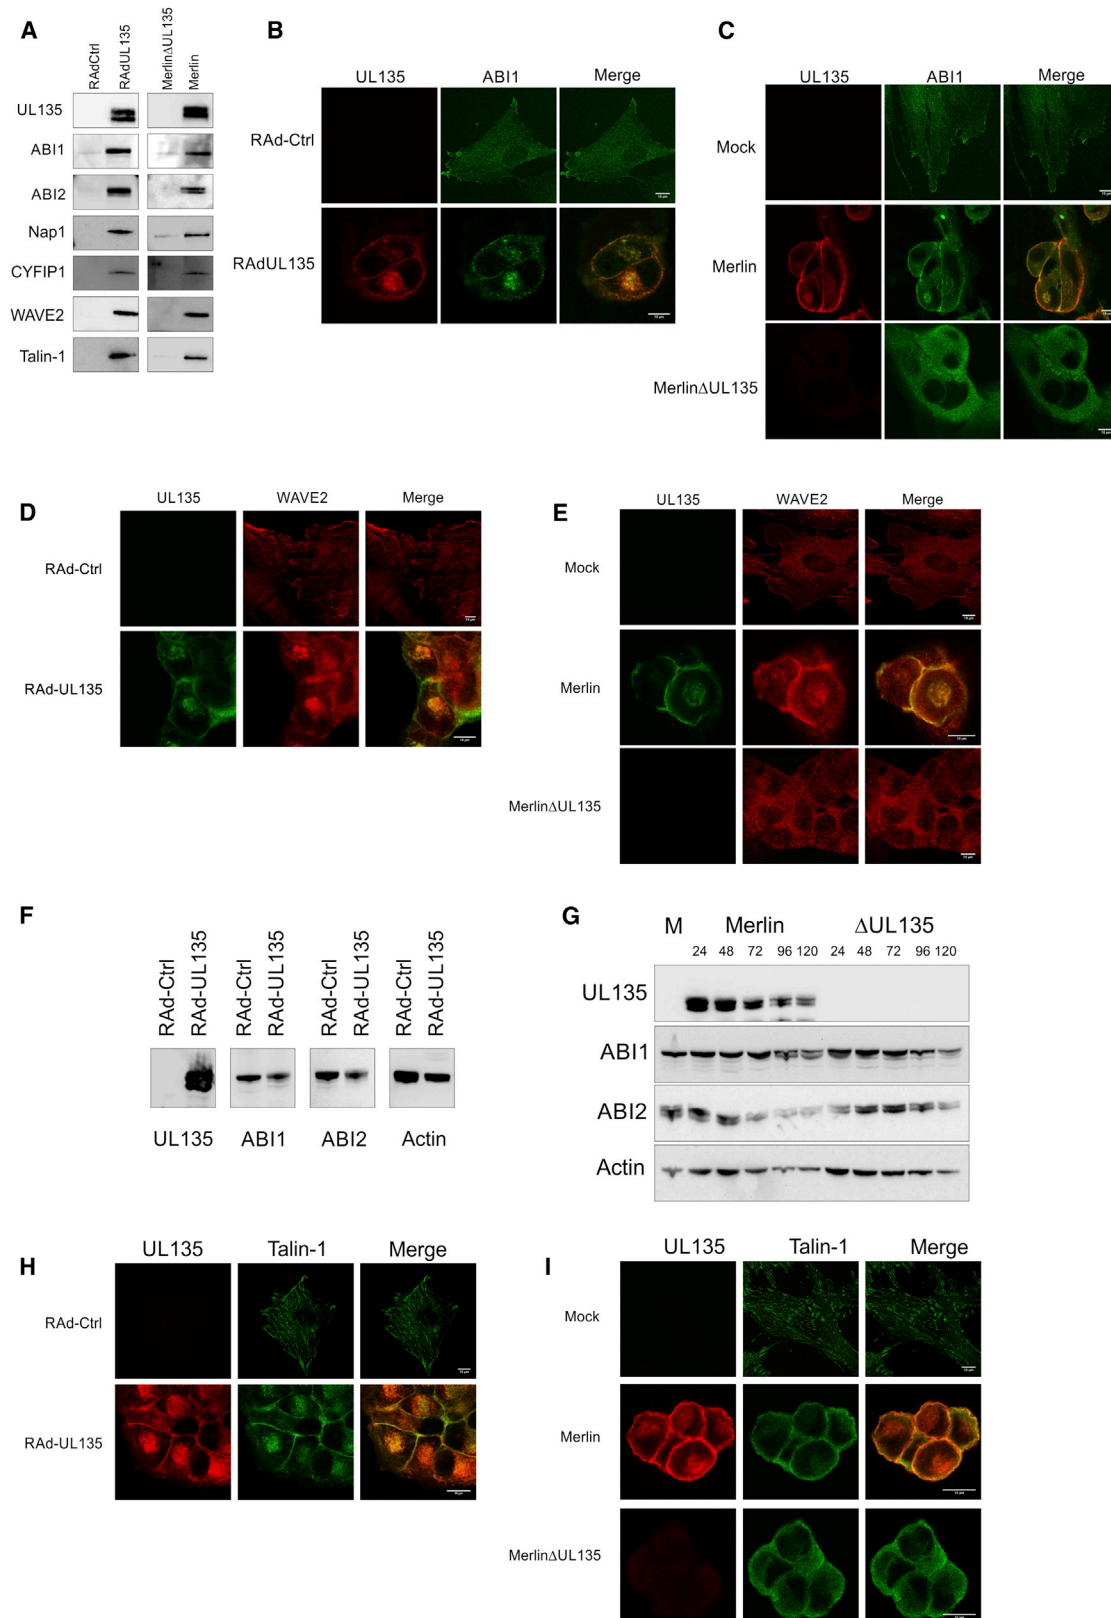 A
RAdCtrl
RAdUL135
MerlinΔUL135
Merlin
UL135
ABI1
ABI2
Nap1
CYFIP1
WAVE2
Talin-1
B
UL135 ABI1 Merge
RAd-Ctrl
RAdUL135
C
UL135 ABI1 Merge
Mock
Merlin
MerlinΔUL135
D
UL135 WAVE2 Merge
RAd-Ctrl
RAd-UL135
E
UL135 WAVE2 Merge
Mock
Merlin
MerlinΔUL135
F
RAd-Ctrl
RAd-UL135
RAd-Ctrl
RAd-UL135
RAd-Ctrl
RAd-UL135
RAd-Ctrl
RAd-UL135
UL135 ABI1 ABI2 Actin
G
M Merlin ΔUL135
24 48 72 96 120 24 48 72 96 120
UL135
ABI1
ABI2
Actin
H
UL135 Talin-1 Merge
RAd-Ctrl
RAd-UL135
I
UL135 Talin-1 Merge
Mock
Merlin
MerlinΔUL135